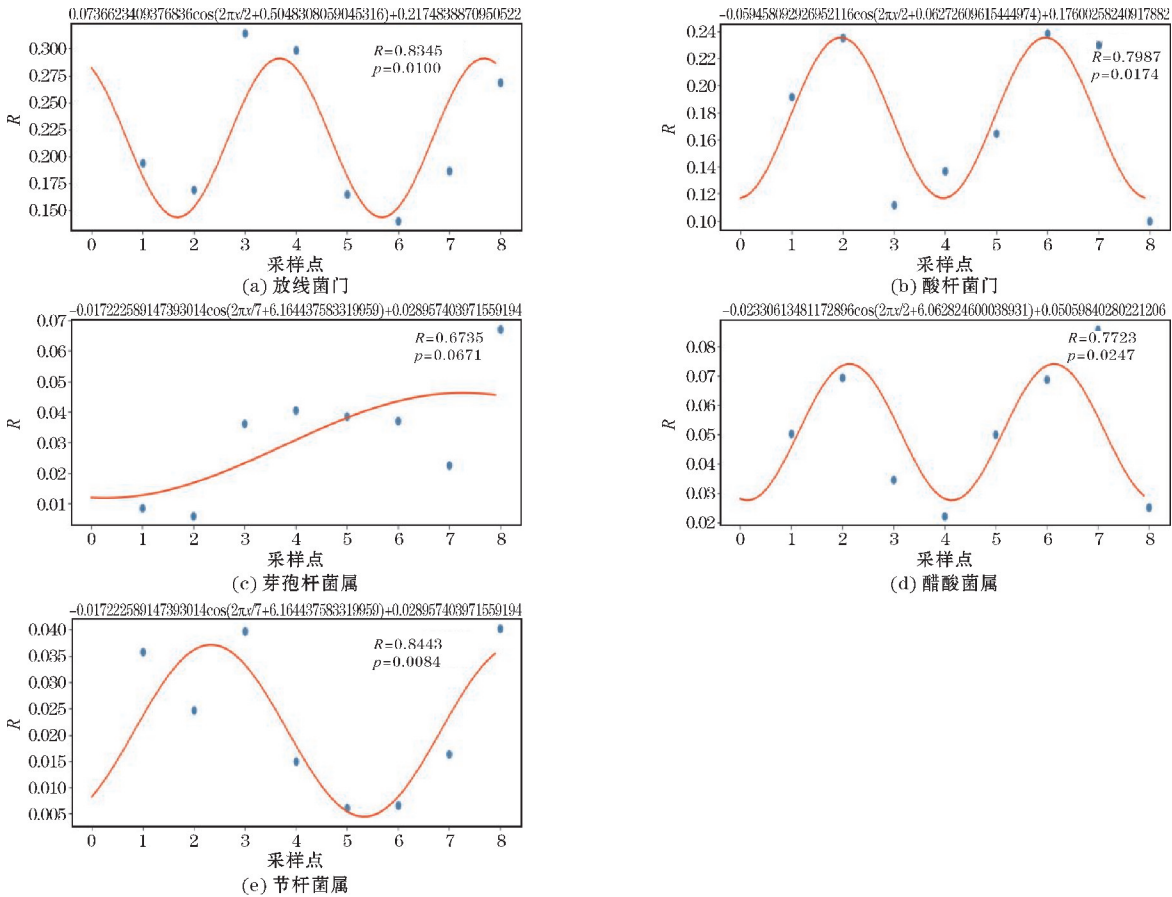 0.0736623409376836cos(2πx/2+0.5048308059045316)+0.2174838870950522
R=0.8345
p=0.0100
R
0.300
0.275
0.250
0.225
0.200
0.175
0.150
0 1 2 3 4 5 6 7 8
采样点
(a) 放线菌门
-0.059458092926952116cos(2πx/2+0.06272609615444974)+0.17600258240917882
R=0.7987
p=0.0174
R
0.24
0.22
0.20
0.18
0.16
0.14
0.12
0.10
0 1 2 3 4 5 6 7 8
采样点
(b) 酸杆菌门
-0.017222589147393014cos(2πx/7+6.164437583319959)+0.028957403971559194
R=0.6735
p=0.0671
R
0.07
0.06
0.05
0.04
0.03
0.02
0.01
0 1 2 3 4 5 6 7 8
采样点
(c) 芽孢杆菌属
-0.02330613481172896cos(2πx/2+6.062824600038931)+0.05059840280221206
R=0.7723
p=0.0247
R
0.08
0.07
0.06
0.05
0.04
0.03
0.02
0 1 2 3 4 5 6 7 8
采样点
(d) 醋酸菌属
-0.017222589147393014cos(2πx/7+6.164437583319959)+0.028957403971559194
R=0.8443
p=0.0084
R
0.040
0.035
0.030
0.025
0.020
0.015
0.010
0.005
0 1 2 3 4 5 6 7 8
采样点
(e) 节杆菌属